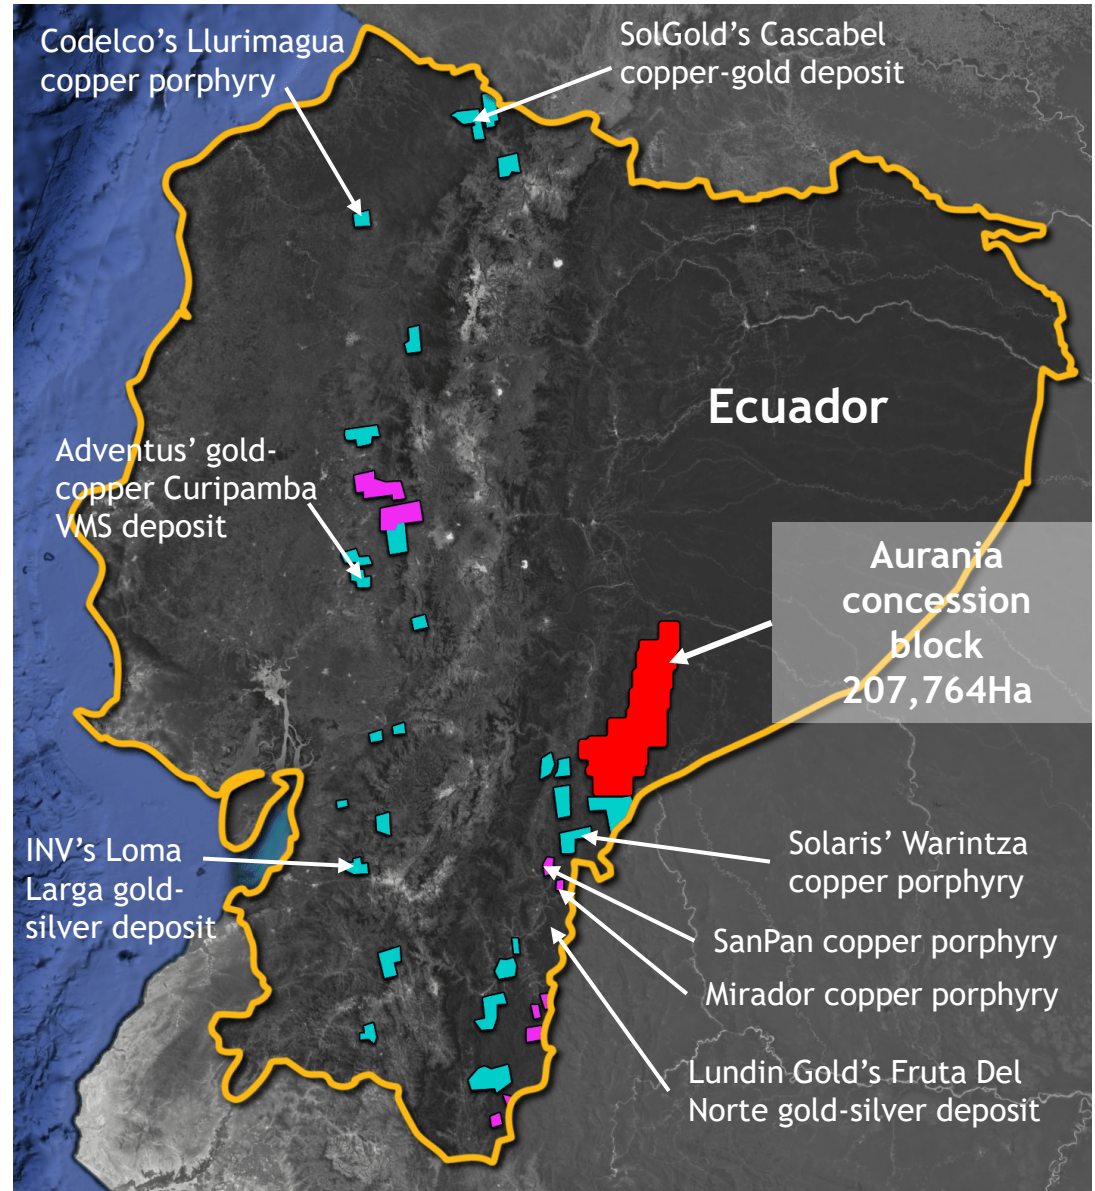 Codelco’s Llurimagua
copper porphyry
SolGold’s Cascabel
copper-gold deposit
Ecuador
Adventus’ gold-
copper Curipamba
VMS deposit
Aurania
concession
block
207,764Ha
INV’s Loma
Larga gold-
silver deposit
Solaris’ Warintza
copper porphyry
SanPan copper porphyry
Mirador copper porphyry
Lundin Gold’s Fruta Del
Norte gold-silver deposit